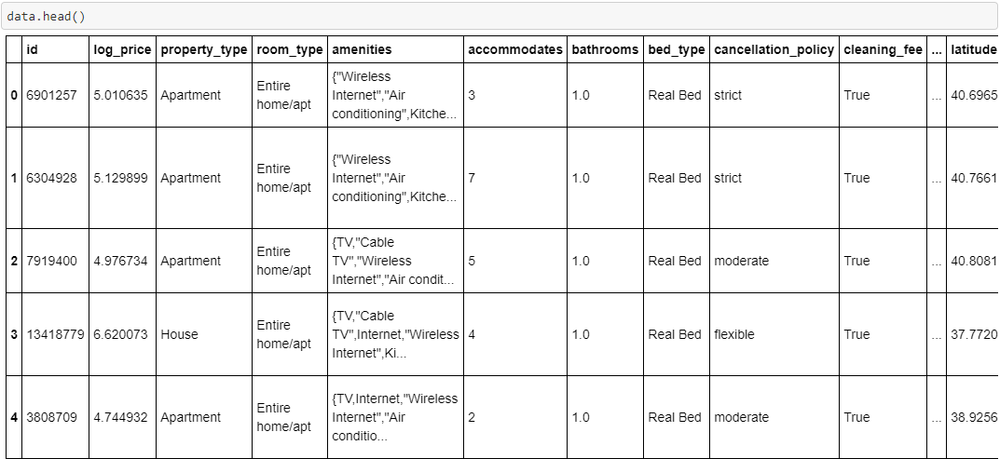 data.head()
id log_price property_type room_type amenities accommodates bathrooms bed_type cancellation_policy cleaning_fee ... latitude
0 6901257 5.010635 Apartment Entire home/apt {"Wireless Internet","Air conditioning",Kitche... 3 1.0 Real Bed strict True ... 40.6965
1 6304928 5.129899 Apartment Entire home/apt {"Wireless Internet","Air conditioning",Kitche... 7 1.0 Real Bed strict True ... 40.7661
2 7919400 4.976734 Apartment Entire home/apt {TV,"Cable TV","Wireless Internet","Air condit... 5 1.0 Real Bed moderate True ... 40.8081
3 13418779 6.620073 House Entire home/apt {TV,"Cable TV",Internet,"Wireless Internet",Ki... 4 1.0 Real Bed flexible True ... 37.7720
4 3808709 4.744932 Apartment Entire home/apt {TV,Internet,"Wireless Internet","Air conditio... 2 1.0 Real Bed moderate True ... 38.9256